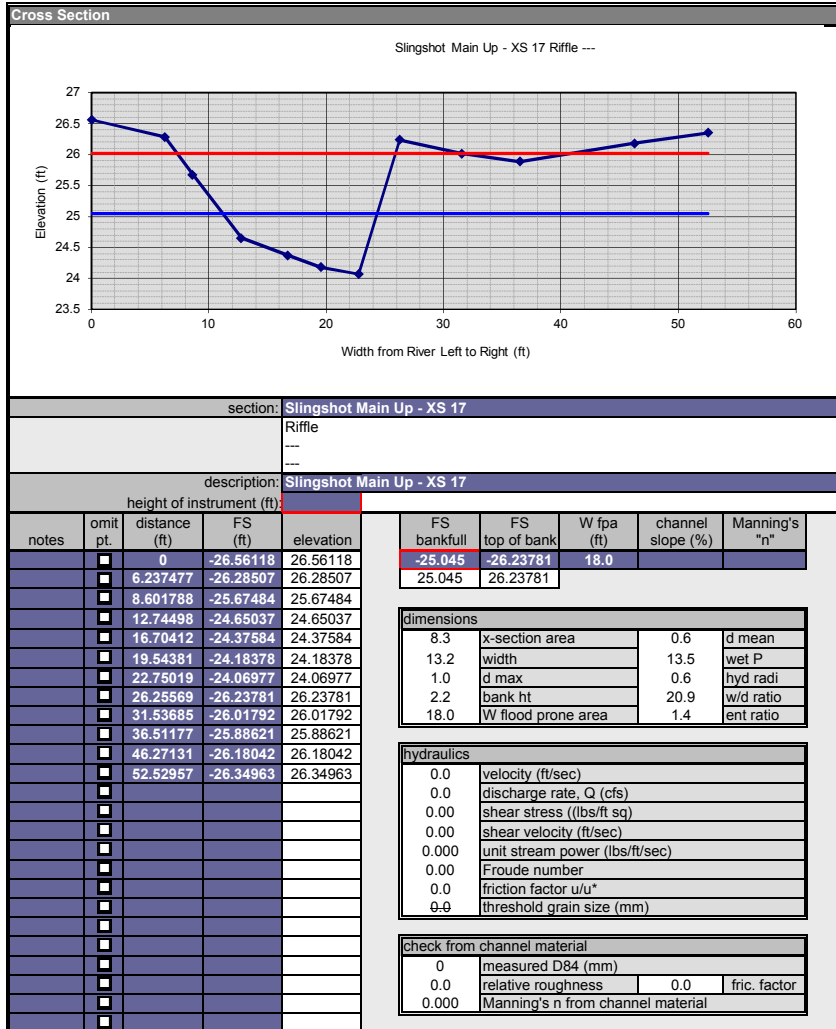 Cross Section
Slingshot Main Up - XS 17 Riffle ---
27
26.5
26
25.5
25
24.5
24
23.5
Elevation (ft)
0 10 20 30 40 50 60
Width from River Left to Right (ft)
section: Slingshot Main Up - XS 17
Riffle
---
---
description: Slingshot Main Up - XS 17
height of instrument (ft):
notes omit pt. distance (ft) FS (ft) elevation
0 -26.56118 26.56118
6.237477 -26.28507 26.28507
8.601788 -25.67484 25.67484
12.74498 -24.65037 24.65037
16.70412 -24.37584 24.37584
19.54381 -24.18378 24.18378
22.75019 -24.06977 24.06977
26.25569 -26.23781 26.23781
31.53685 -26.01792 26.01792
36.51177 -25.88621 25.88621
46.27131 -26.18042 26.18042
52.52957 -26.34963 26.34963
FS bankfull FS top of bank W fpa (ft) channel slope (%) Manning's "n"
-25.045 -26.23781 18.0
25.045 26.23781
dimensions
8.3 x-section area 0.6 d mean
13.2 width 13.5 wet P
1.0 d max 0.6 hyd radi
2.2 bank ht 20.9 w/d ratio
18.0 W flood prone area 1.4 ent ratio
hydraulics
0.0 velocity (ft/sec)
0.0 discharge rate, Q (cfs)
0.00 shear stress ((lbs/ft sq)
0.00 shear velocity (ft/sec)
0.000 unit stream power (lbs/ft/sec)
0.00 Froude number
0.0 friction factor u/u*
0.0 threshold grain size (mm)
check from channel material
0 measured D84 (mm)
0.0 relative roughness 0.0 fric. factor
0.000 Manning's n from channel material